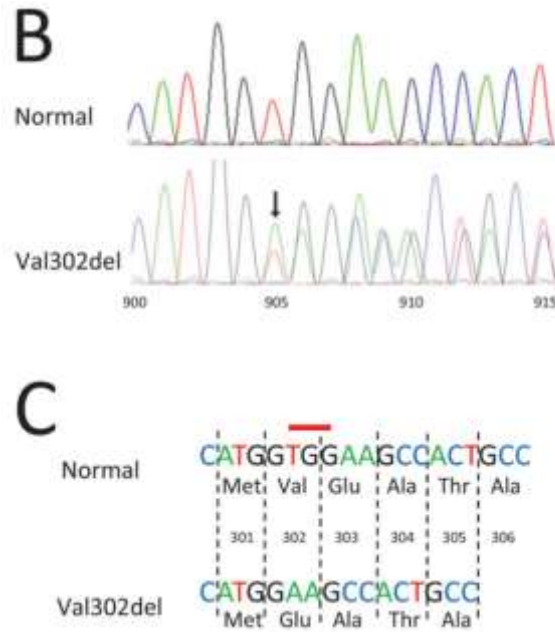 B
Normal
Val302del
900 905 910 915
C
Normal
CATGGTGGAAGCCACTGCC
Met Val Glu Ala Thr Ala
301 302 303 304 305 306
Val302del
CATGGAAGCCACTGCC
Met Glu Ala Thr Ala